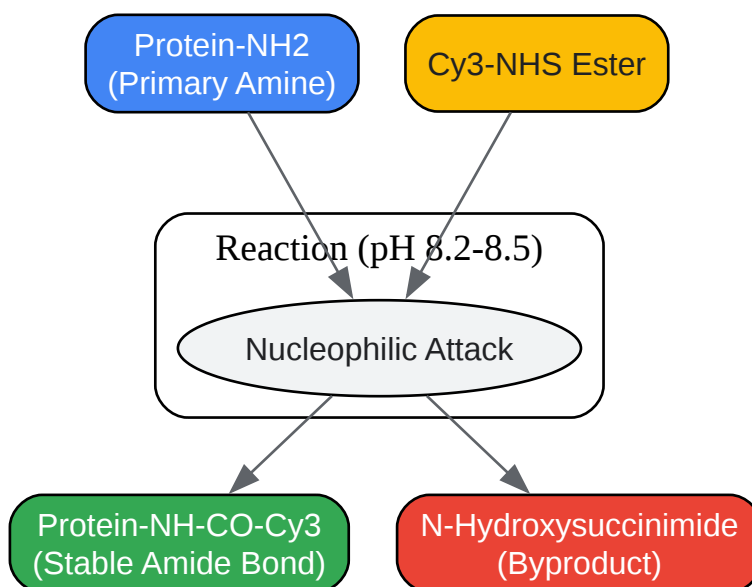 Protein-NH2
(Primary Amine)
Cy3-NHS Ester
Reaction (pH 8.2-8.5)
Nucleophilic Attack
Protein-NH-CO-Cy3
(Stable Amide Bond)
N-Hydroxysuccinimide
(Byproduct)